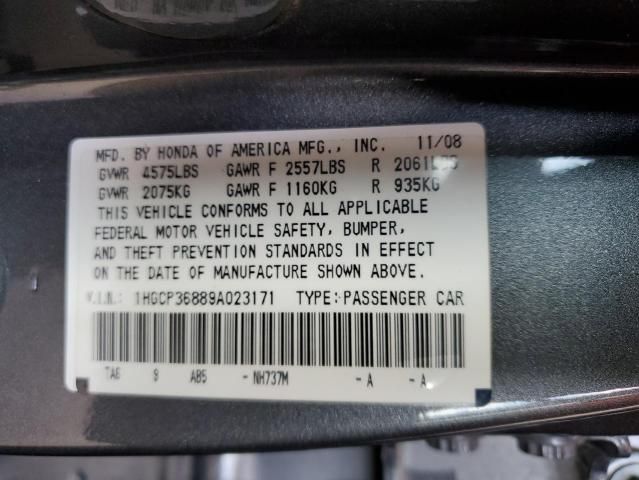 MFD. BY HONDA OF AMERICA MFG., INC. 11/08
GVWR 4575LBS GAWR F 2557LBS R 2061LBS
GVWR 2075KG GAWR F 1160KG R 935KG
THIS VEHICLE CONFORMS TO ALL APPLICABLE
FEDERAL MOTOR VEHICLE SAFETY, BUMPER,
AND THEFT PREVENTION STANDARDS IN EFFECT
ON THE DATE OF MANUFACTURE SHOWN ABOVE.
V.I.N.: 1HGCP36889A023171 TYPE:PASSENGER CAR
TA6 9 AB5 - NH737M - A - A